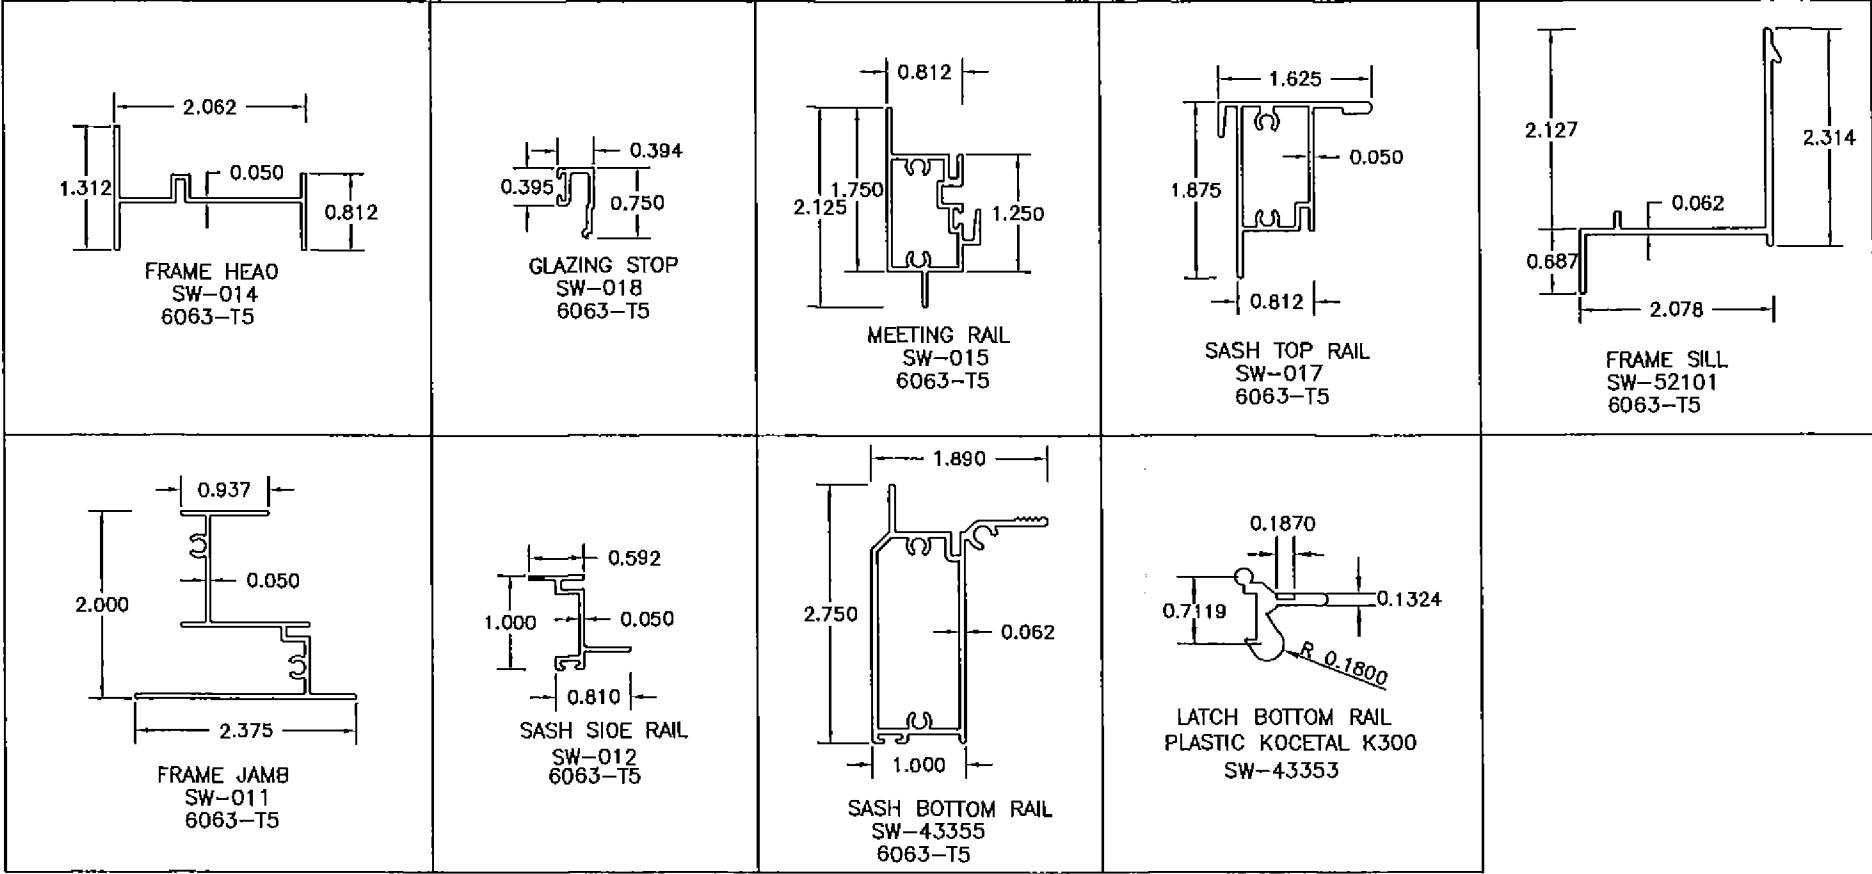 2.062
1.312
0.050
0.812
FRAME HEAD
SW-014
6063-T5
0.394
0.395
0.750
GLAZING STOP
SW-018
6063-T5
0.812
1.750
2.125
1.250
MEETING RAIL
SW-015
6063-T5
1.625
0.050
1.875
0.812
SASH TOP RAIL
SW-017
6063-T5
2.127
2.314
0.062
0.687
2.078
FRAME SILL
SW-52101
6063-T5
0.937
0.050
2.000
2.375
FRAME JAMB
SW-011
6063-T5
0.592
1.000
0.050
0.810
SASH SIDE RAIL
SW-012
6063-T5
1.890
2.750
0.062
1.000
SASH BOTTOM RAIL
SW-43355
6063-T5
0.1870
0.1324
0.7119
R 0.1800
LATCH BOTTOM RAIL
PLASTIC KOCETAL K300
SW-43353